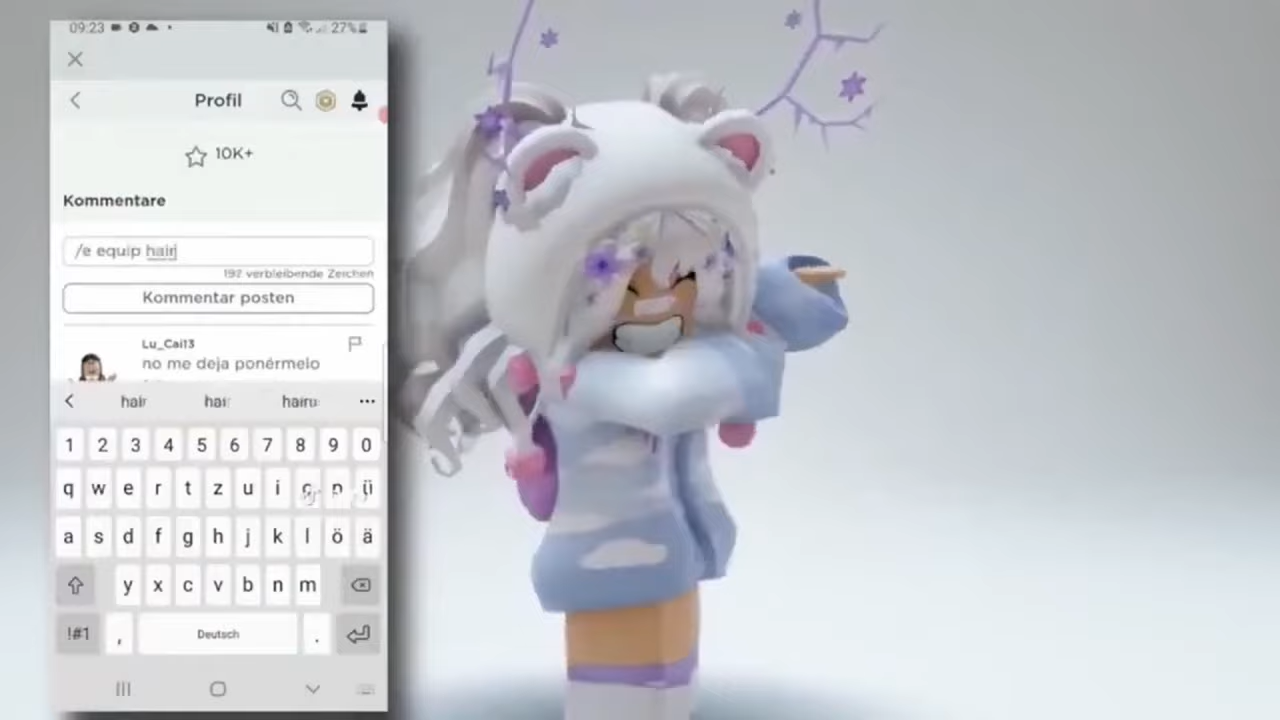 09:23
27%
Profil
10K+
Kommentare
/e equip hair
192 verbleibende Zeichen
Kommentar posten
Lu_Cai13
no me deja ponérmelo
hair hair hairu
1 2 3 4 5 6 7 8 9 0
q w e r t z u i o p ü
a s d f g h j k l ö ä
y x c v b n m
!#1 , Deutsch .